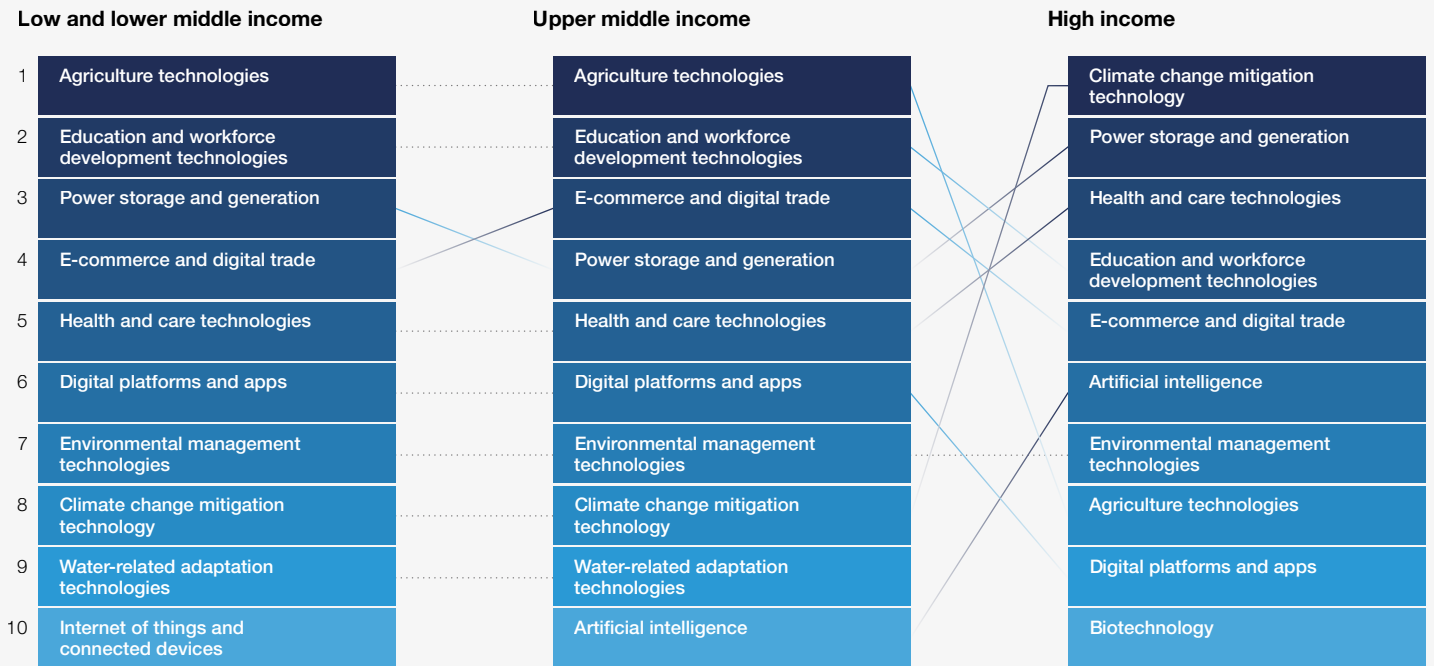 Low and lower middle income
Upper middle income
High income
1
Agriculture technologies
Agriculture technologies
Climate change mitigation
technology
2
Education and workforce
development technologies
Education and workforce
development technologies
Power storage and generation
3
Power storage and generation
E-commerce and digital trade
Health and care technologies
4
E-commerce and digital trade
Power storage and generation
Education and workforce
development technologies
5
Health and care technologies
Health and care technologies
E-commerce and digital trade
6
Digital platforms and apps
Digital platforms and apps
Artificial intelligence
7
Environmental management
technologies
Environmental management
technologies
Environmental management
technologies
8
Climate change mitigation
technology
Climate change mitigation
technology
Agriculture technologies
9
Water-related adaptation
technologies
Water-related adaptation
technologies
Digital platforms and apps
10
Internet of things and
connected devices
Artificial intelligence
Biotechnology